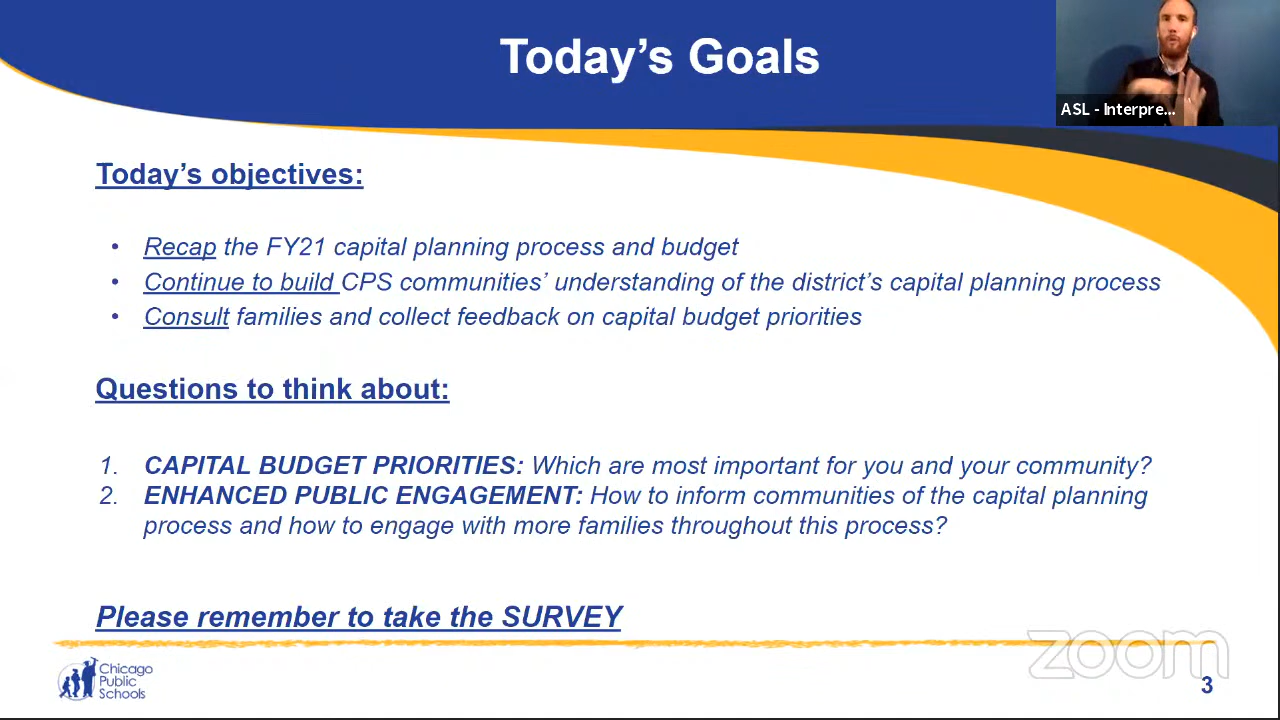 Today's Goals
ASL - Interpre...
Today's objectives:
• Recap the FY21 capital planning process and budget
• Continue to build CPS communities' understanding of the district's capital planning process
• Consult families and collect feedback on capital budget priorities
Questions to think about:
1. CAPITAL BUDGET PRIORITIES: Which are most important for you and your community?
2. ENHANCED PUBLIC ENGAGEMENT: How to inform communities of the capital planning
process and how to engage with more families throughout this process?
Please remember to take the SURVEY
Chicago
Public
Schools
zoom
3